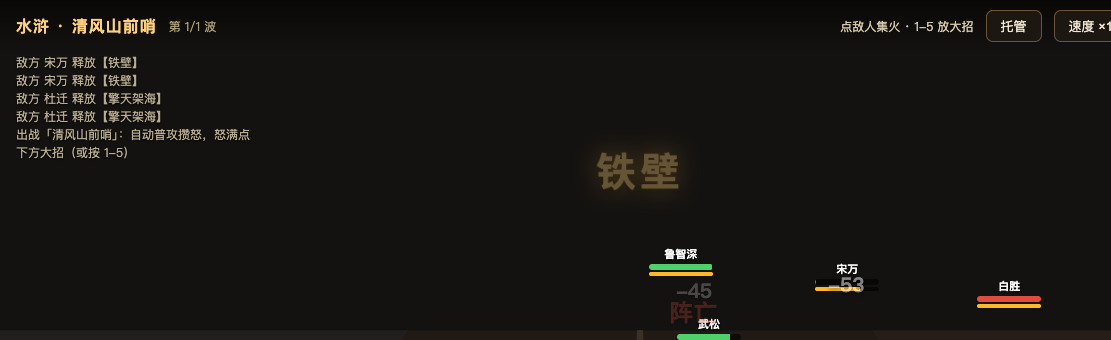 水浒 · 清风山前哨 第 1/1 波
点敌人集火 · 1–5 放大招 托管 速度 ×1
敌方 宋万 释放【铁壁】
敌方 宋万 释放【铁壁】
敌方 杜迁 释放【擎天架海】
敌方 杜迁 释放【擎天架海】
出战「清风山前哨」：自动普攻攒怒，怒满点
下方大招（或按 1–5）
铁壁
鲁智深
宋万
白胜
–45
–53
阵亡
武松